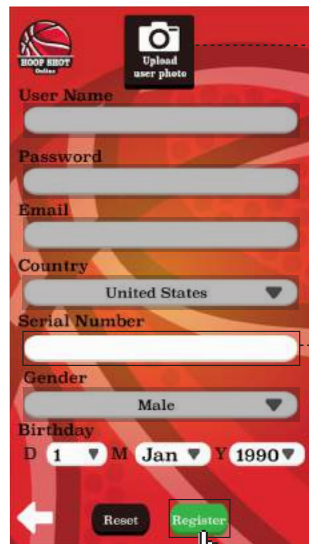 HOOP SHOT
Online
Upload
user photo
User Name
Password
Email
Country
United States
Serial Number
Gender
Male
Birthday
D 1 M Jan Y 1990
Reset Register